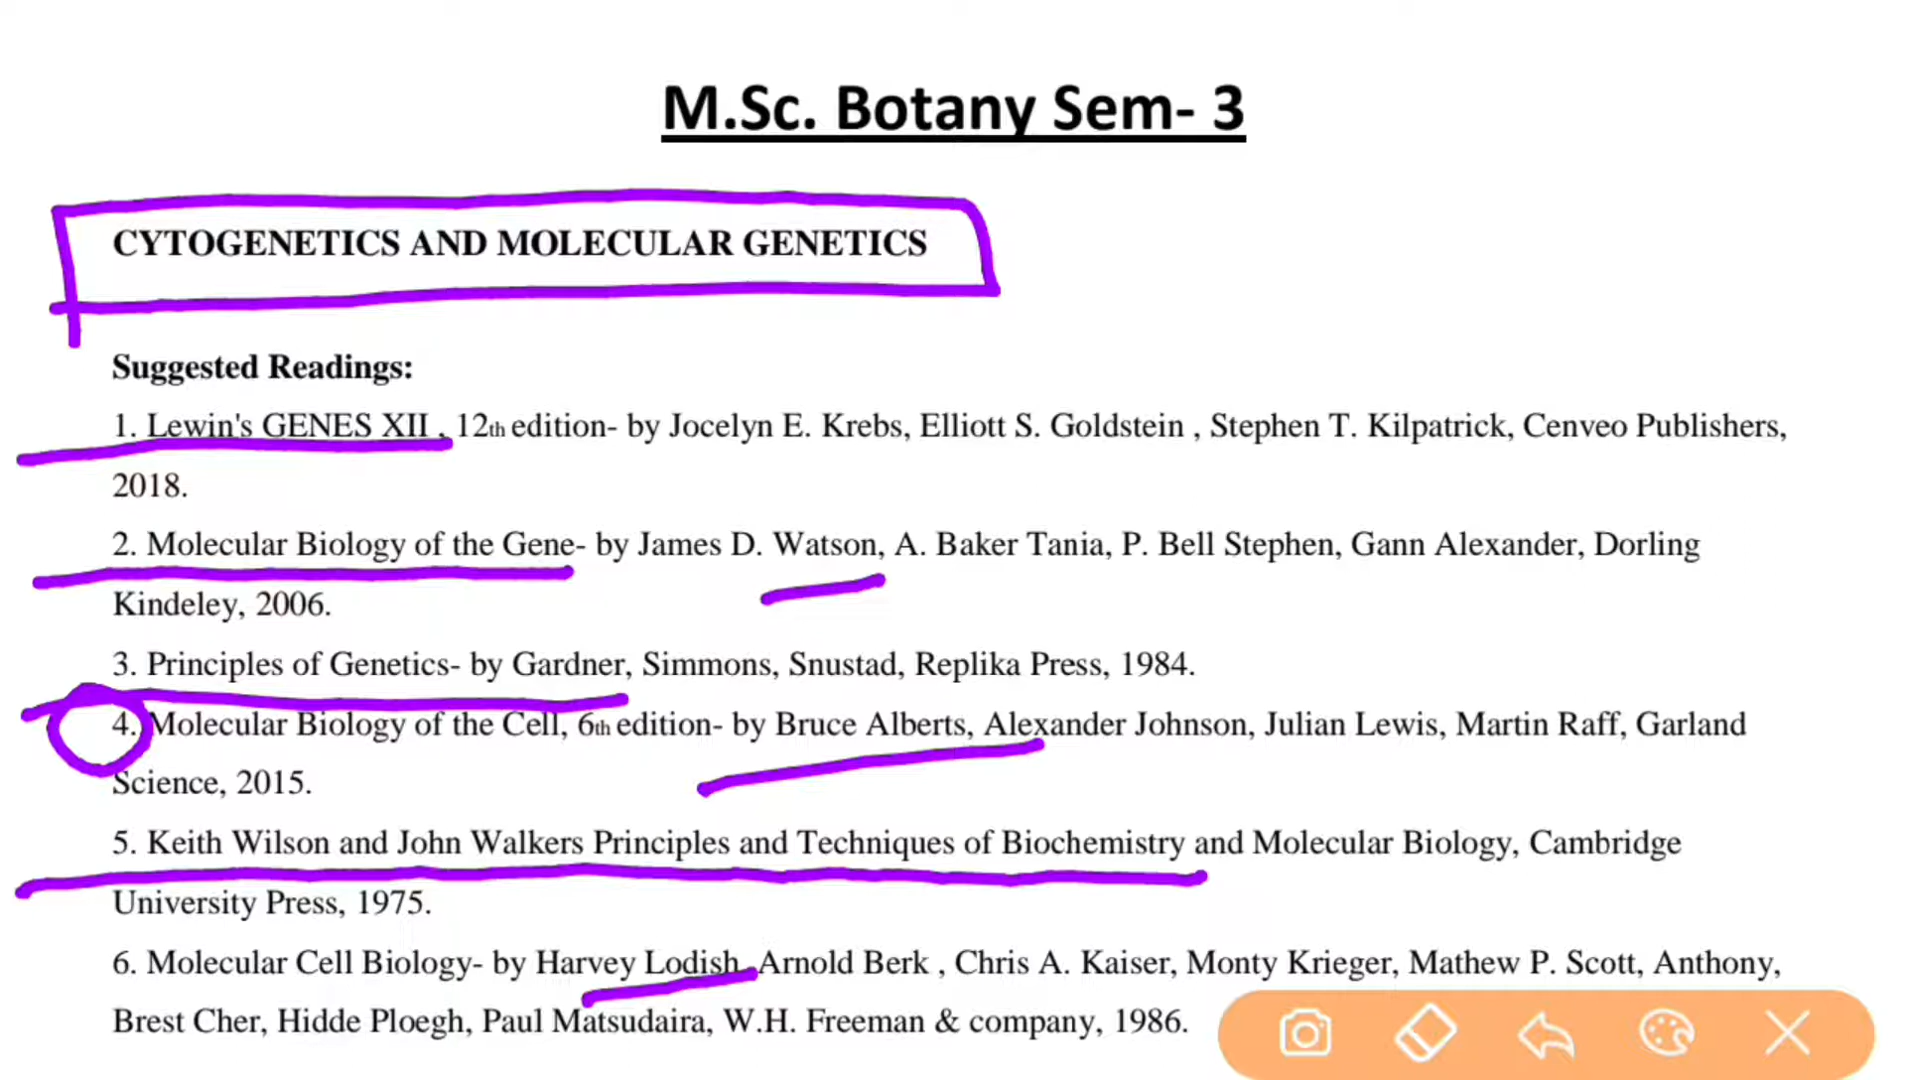 M.Sc. Botany Sem- 3
CYTOGENETICS AND MOLECULAR GENETICS
Suggested Readings:
1. Lewin's GENES XII , 12th edition- by Jocelyn E. Krebs, Elliott S. Goldstein , Stephen T. Kilpatrick, Cenveo Publishers,
2018.
2. Molecular Biology of the Gene- by James D. Watson, A. Baker Tania, P. Bell Stephen, Gann Alexander, Dorling
Kindeley, 2006.
3. Principles of Genetics- by Gardner, Simmons, Snustad, Replika Press, 1984.
4. Molecular Biology of the Cell, 6th edition- by Bruce Alberts, Alexander Johnson, Julian Lewis, Martin Raff, Garland
Science, 2015.
5. Keith Wilson and John Walkers Principles and Techniques of Biochemistry and Molecular Biology, Cambridge
University Press, 1975.
6. Molecular Cell Biology- by Harvey Lodish, Arnold Berk , Chris A. Kaiser, Monty Krieger, Mathew P. Scott, Anthony,
Brest Cher, Hidde Ploegh, Paul Matsudaira, W.H. Freeman & company, 1986.